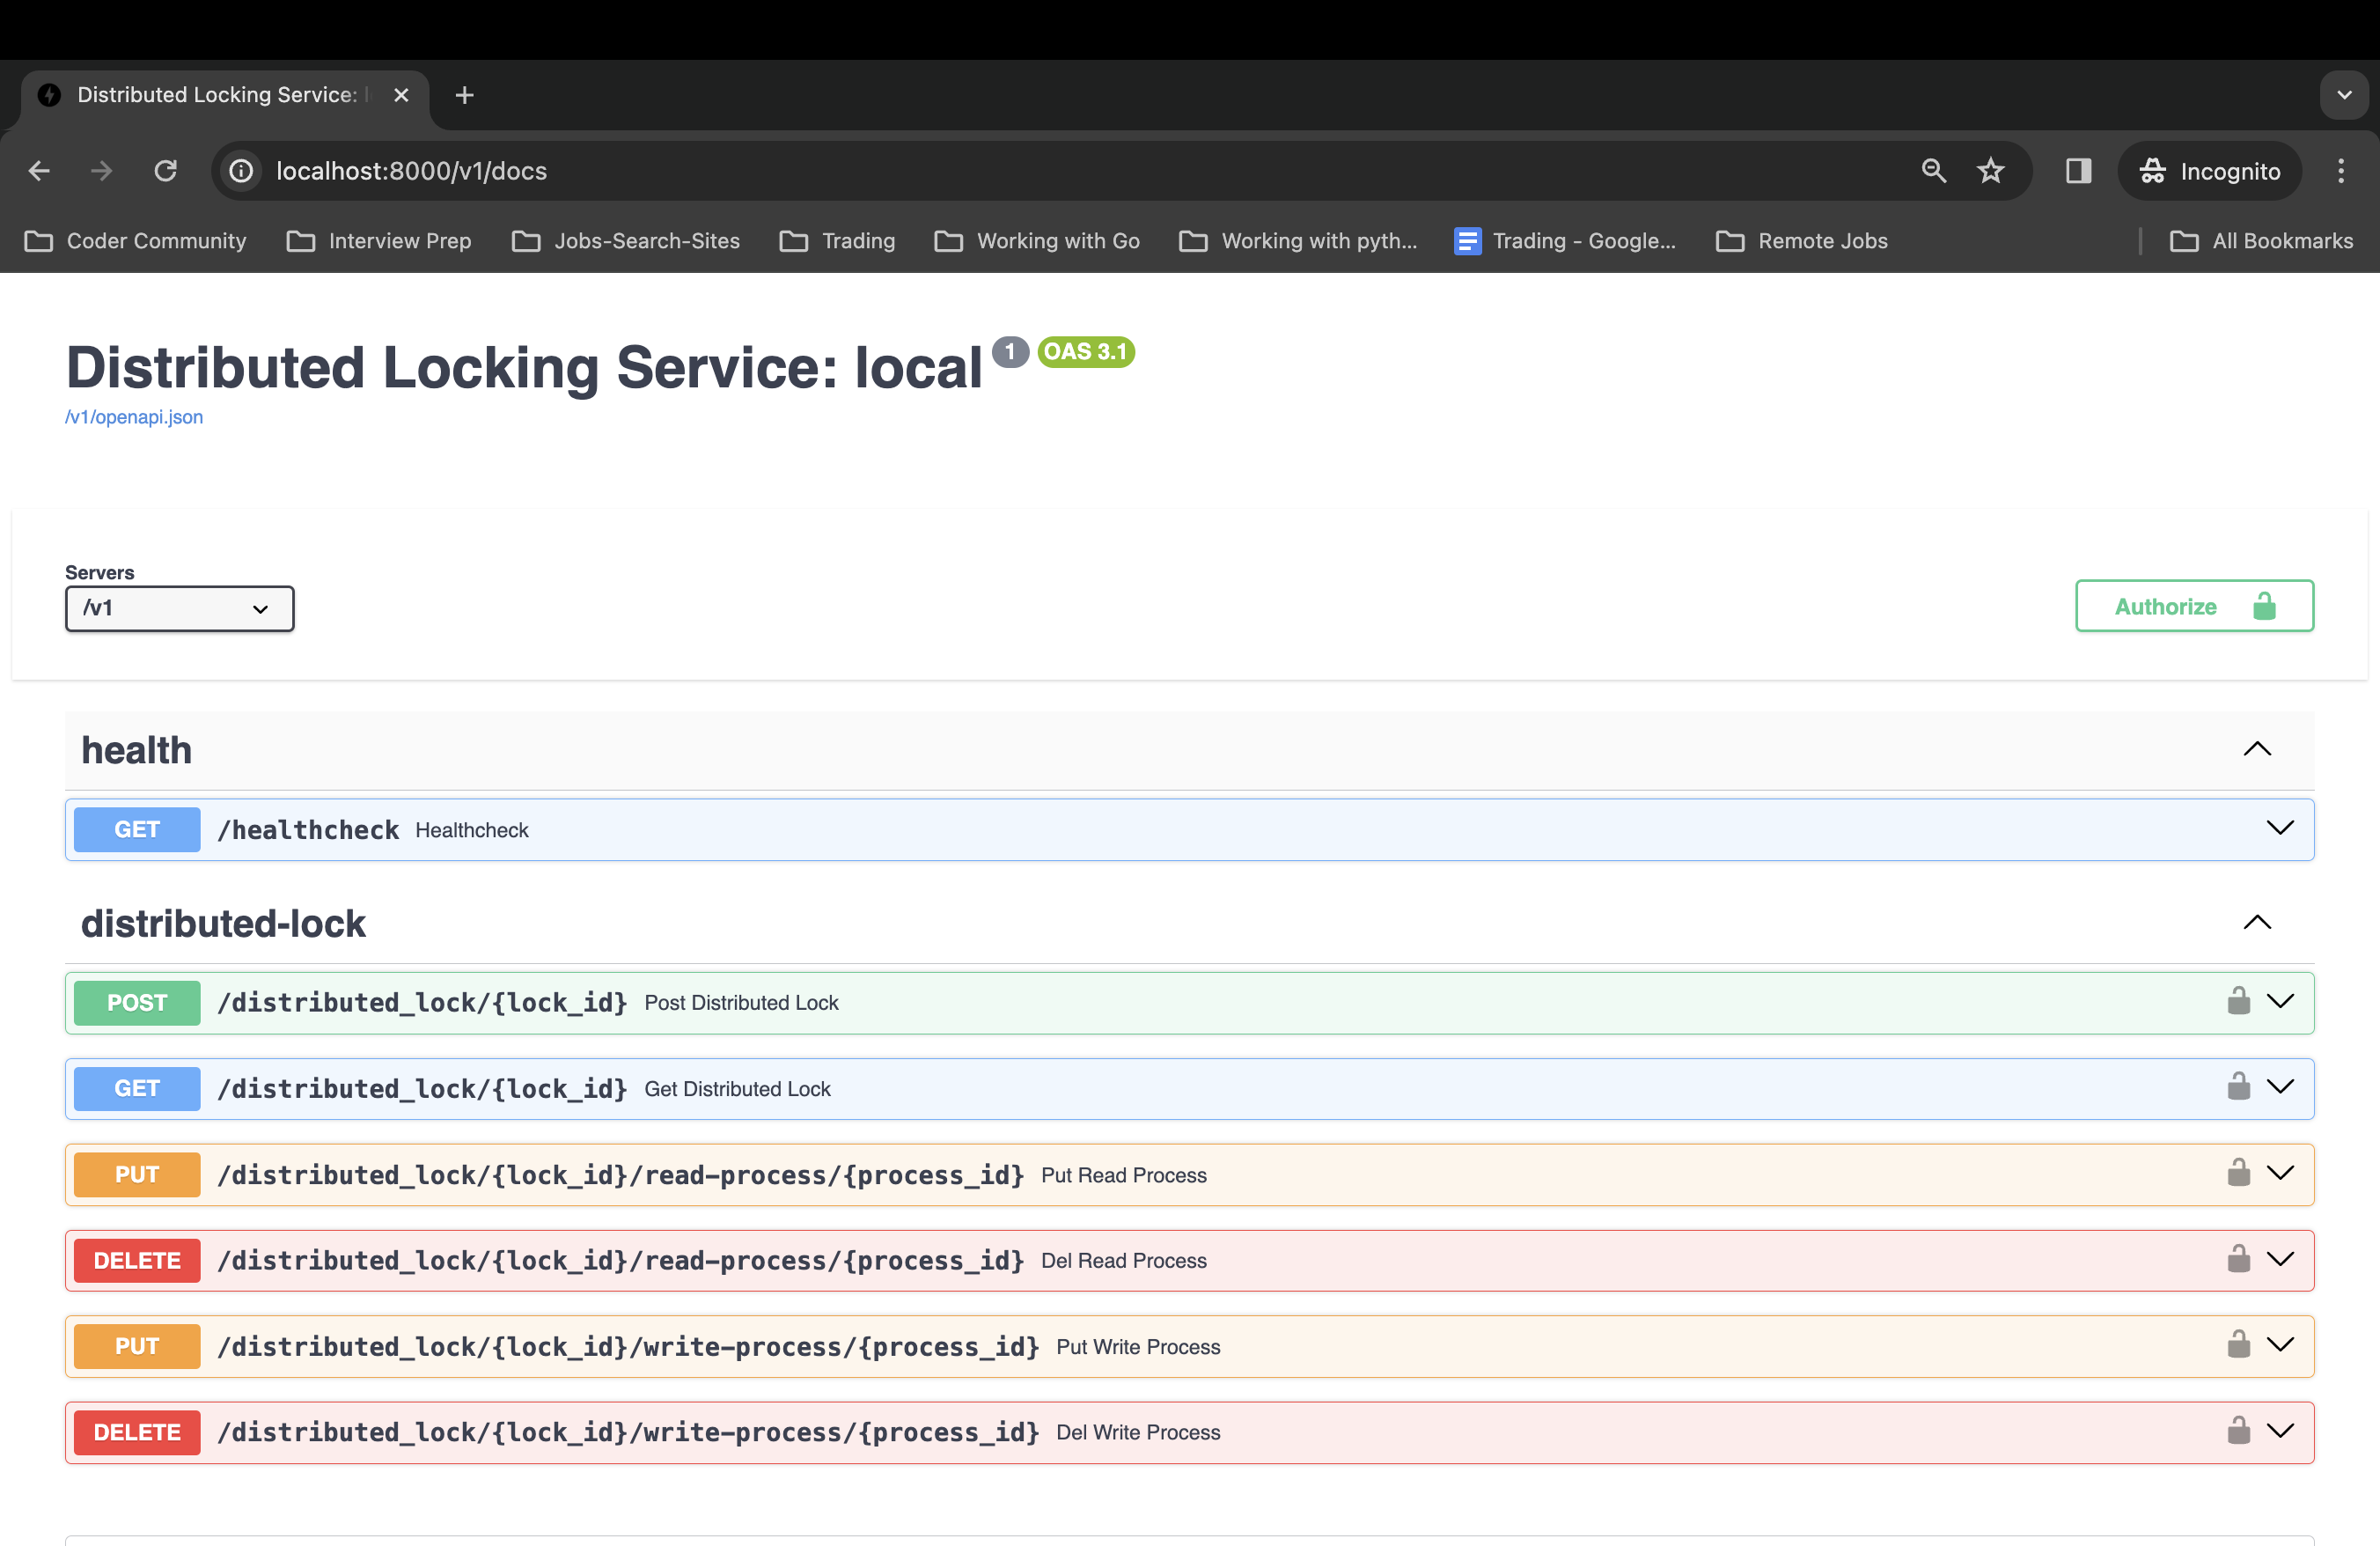 Distributed Locking Service:
localhost:8000/v1/docs
Incognito
Coder Community
Interview Prep
Jobs-Search-Sites
Trading
Working with Go
Working with pyth...
Trading - Google...
Remote Jobs
All Bookmarks
Distributed Locking Service: local 1 OAS 3.1
/v1/openapi.json
Servers
/v1
Authorize
health
GET /healthcheck Healthcheck
distributed-lock
POST /distributed_lock/{lock_id} Post Distributed Lock
GET /distributed_lock/{lock_id} Get Distributed Lock
PUT /distributed_lock/{lock_id}/read-process/{process_id} Put Read Process
DELETE /distributed_lock/{lock_id}/read-process/{process_id} Del Read Process
PUT /distributed_lock/{lock_id}/write-process/{process_id} Put Write Process
DELETE /distributed_lock/{lock_id}/write-process/{process_id} Del Write Process